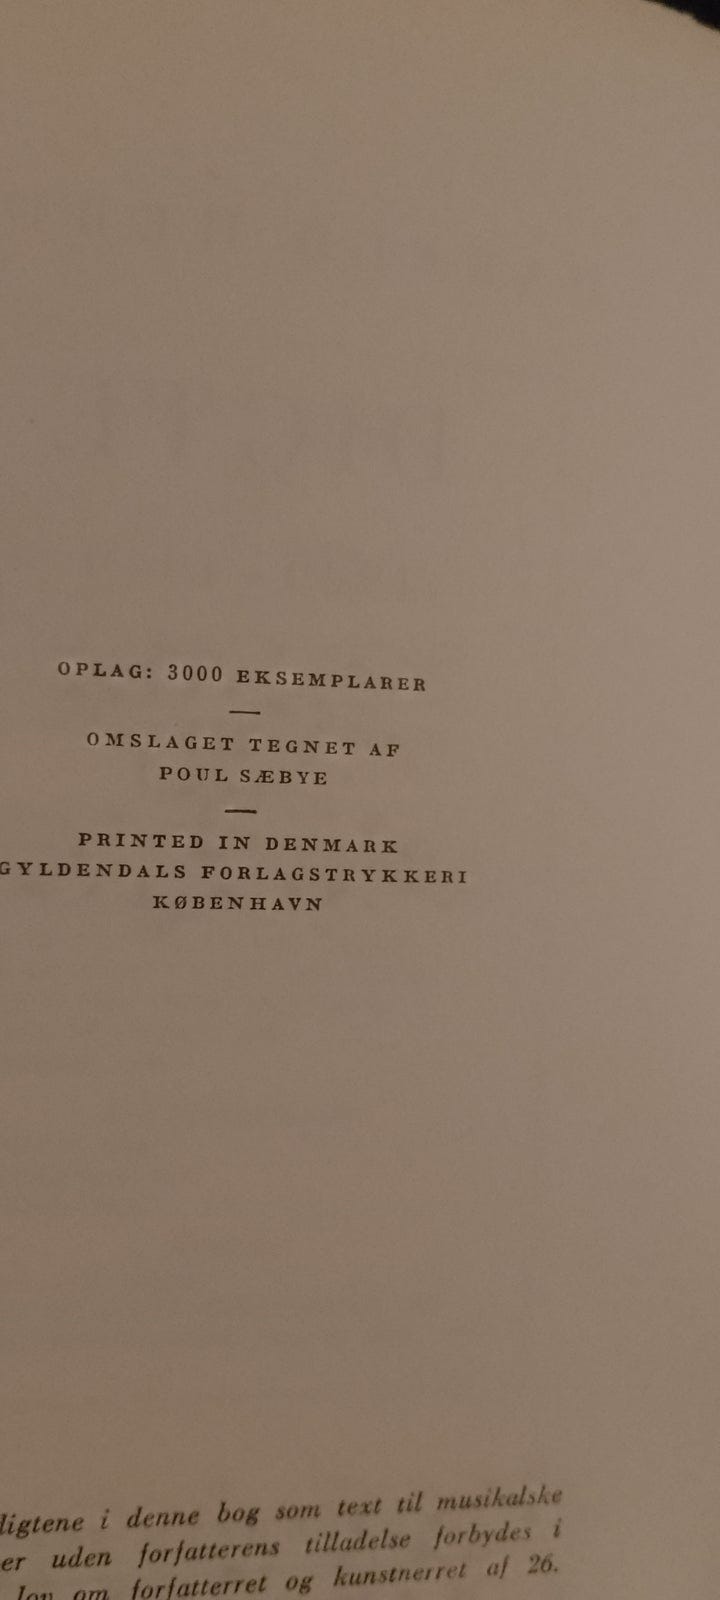 OPLAG: 3000 EKSEMPLARER
OMSLAGET TEGNET AF
POUL SÆBYE
PRINTED IN DENMARK
GYLDENDALS FORLAGSTRYKKERI
KØBENHAVN
ligtene i denne bog som text til musikalske
er uden forfatterens tilladelse forbydes i
lov om forfatterret og kunstnerret af 26.